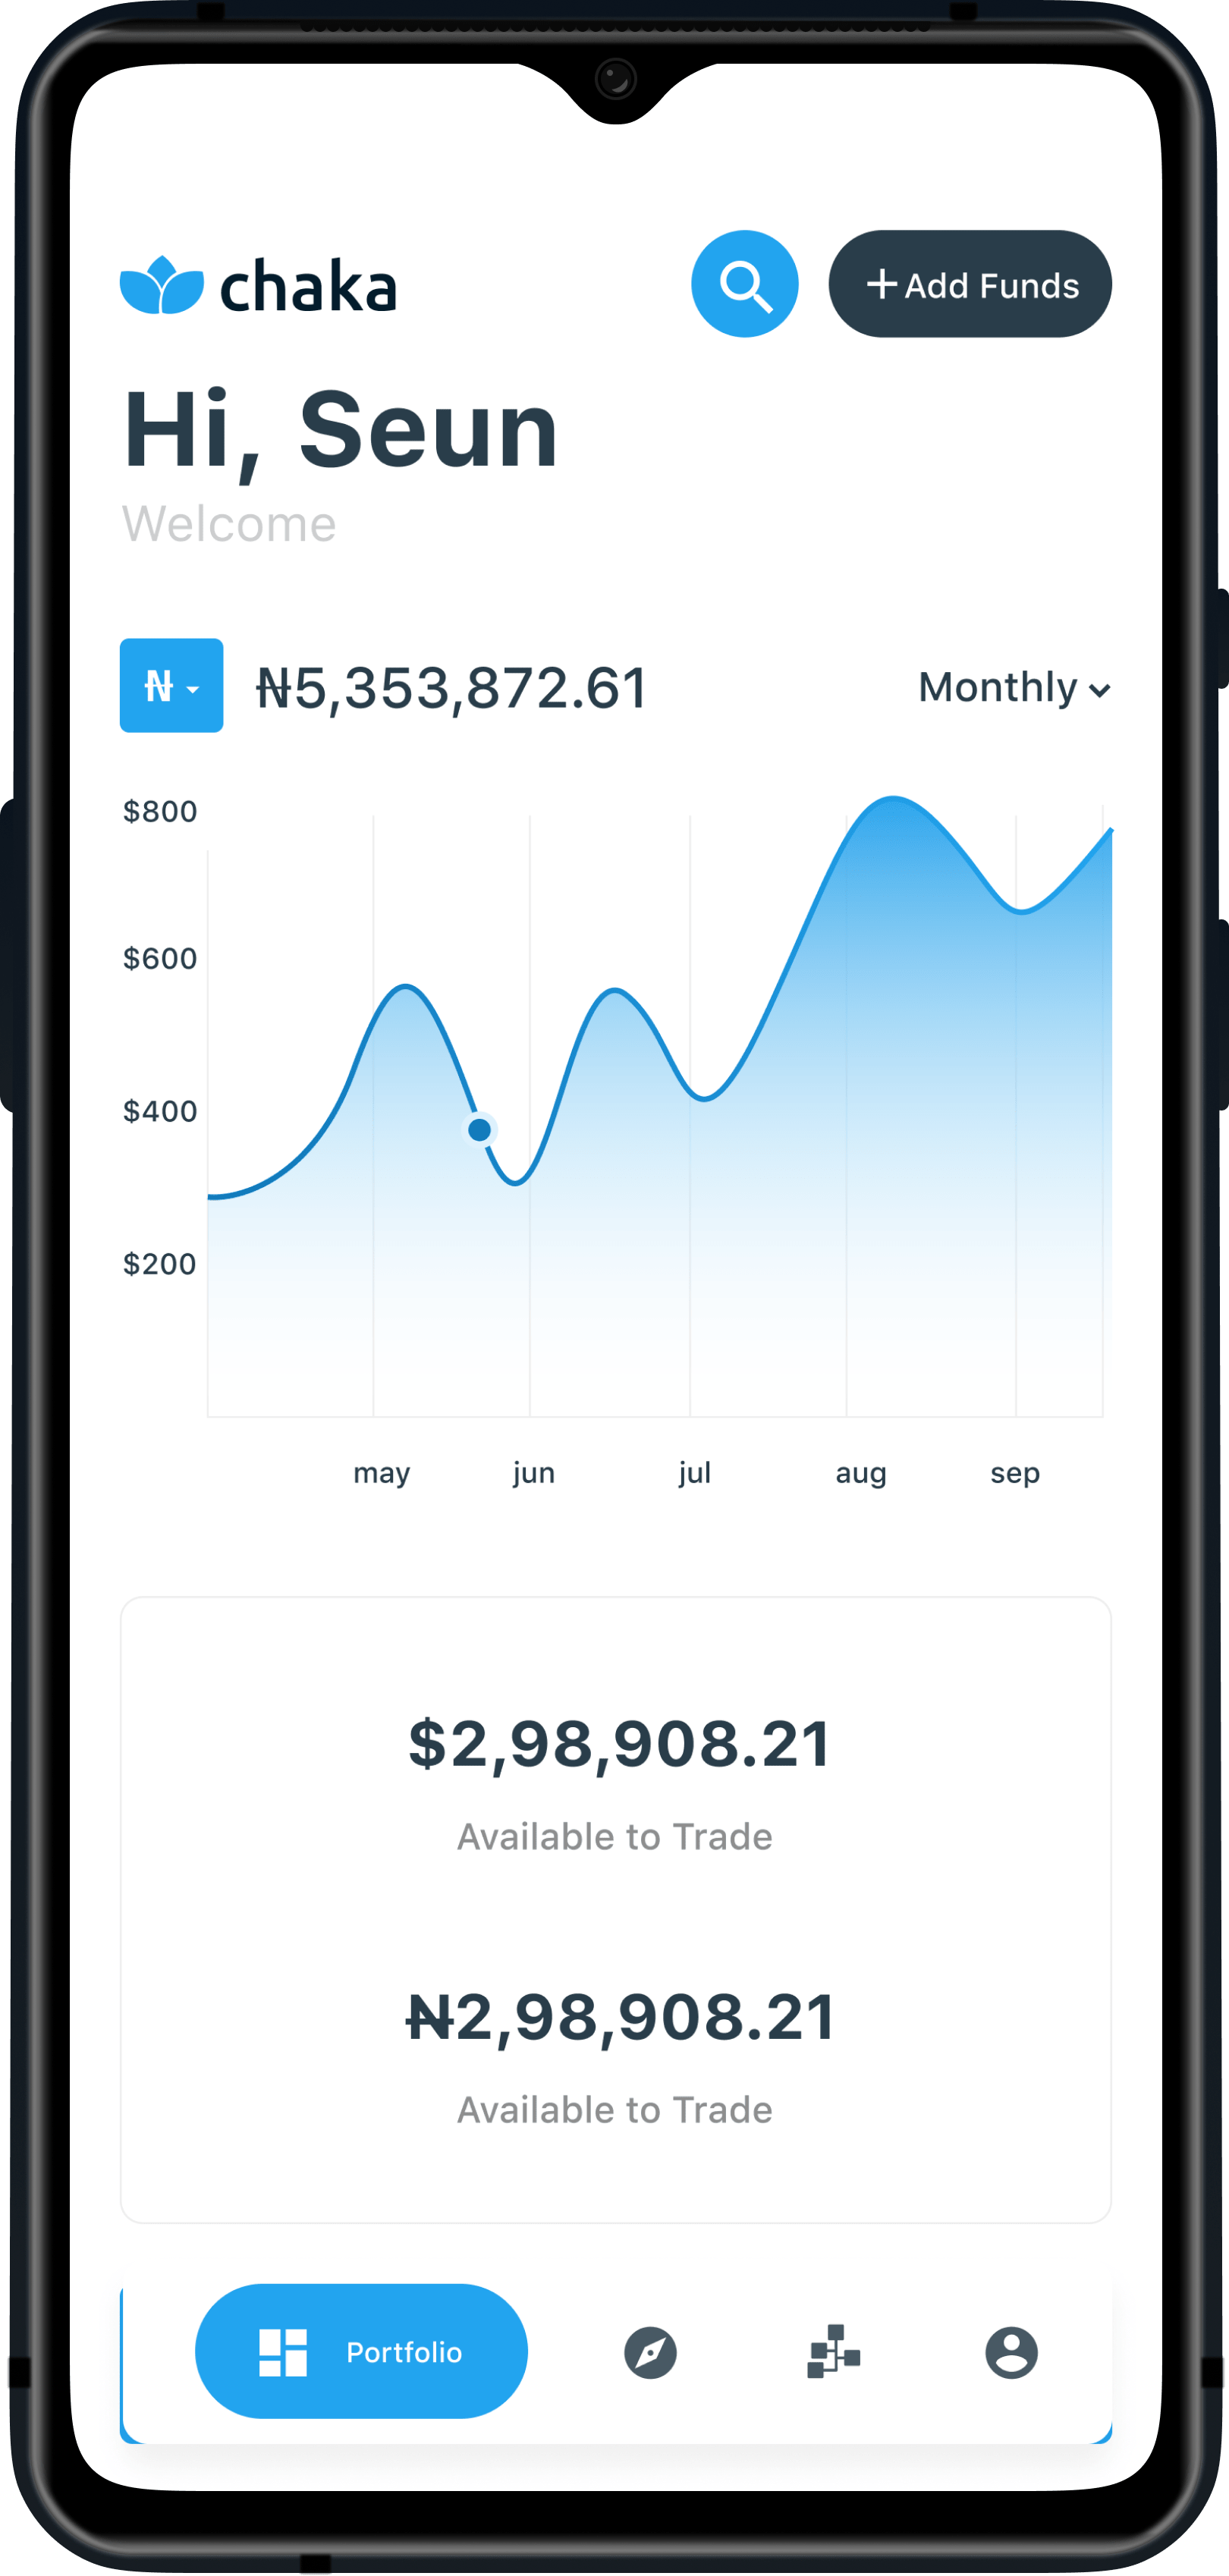 chaka
+Add Funds
Hi, Seun
Welcome
₦
₦5,353,872.61
Monthly
$800
$600
$400
$200
may jun jul aug sep
$2,98,908.21
Available to Trade
₦2,98,908.21
Available to Trade
Portfolio